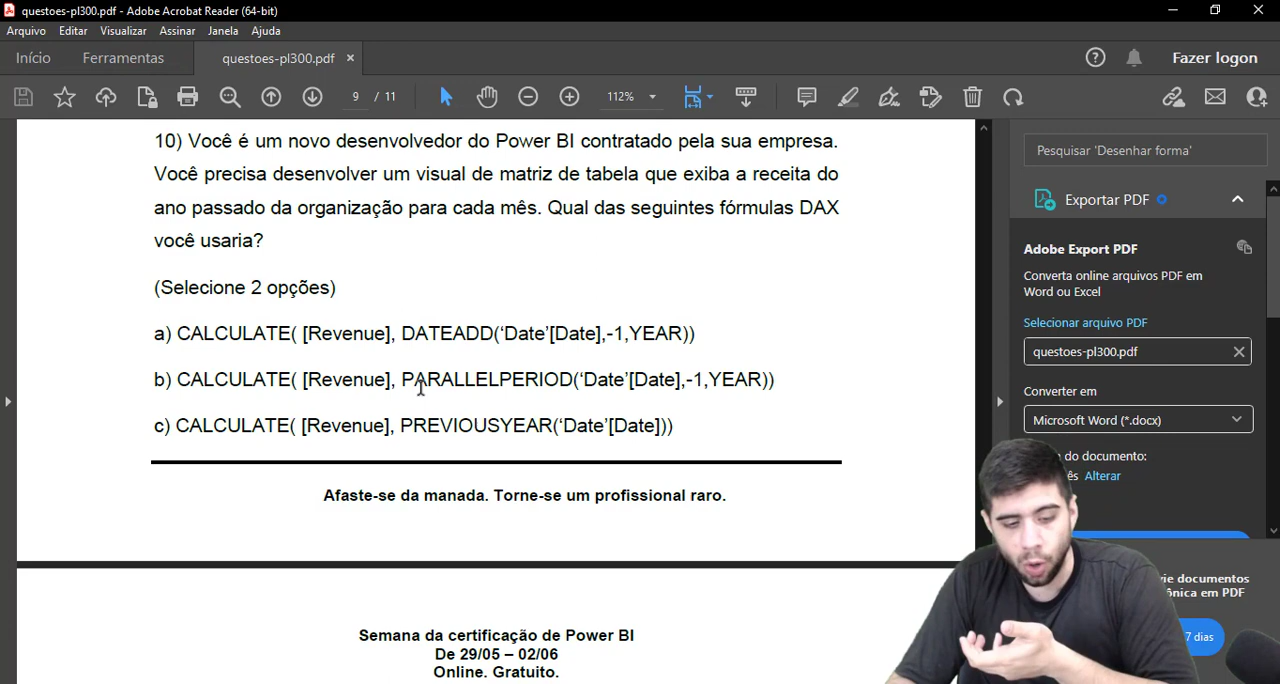 questoes-pl300.pdf - Adobe Acrobat Reader (64-bit)
Arquivo Editar Visualizar Assinar Janela Ajuda
Início Ferramentas questoes-pl300.pdf × Fazer logon
9 / 11 112%
10) Você é um novo desenvolvedor do Power BI contratado pela sua empresa.
Você precisa desenvolver um visual de matriz de tabela que exiba a receita do
ano passado da organização para cada mês. Qual das seguintes fórmulas DAX
você usaria?
(Selecione 2 opções)
a) CALCULATE( [Revenue], DATEADD(‘Date’[Date],-1,YEAR))
b) CALCULATE( [Revenue], PARALLELPERIOD(‘Date’[Date],-1,YEAR))
c) CALCULATE( [Revenue], PREVIOUSYEAR(‘Date’[Date]))
Afaste-se da manada. Torne-se um profissional raro.
Semana da certificação de Power BI
De 29/05 – 02/06
Online. Gratuito.
Pesquisar 'Desenhar forma'
Exportar PDF
Adobe Export PDF
Converta online arquivos PDF em
Word ou Excel
Selecionar arquivo PDF
questoes-pl300.pdf
Converter em
Microsoft Word (*.docx)
do documento:
ês Alterar
ie documentos
ônica em PDF
7 dias